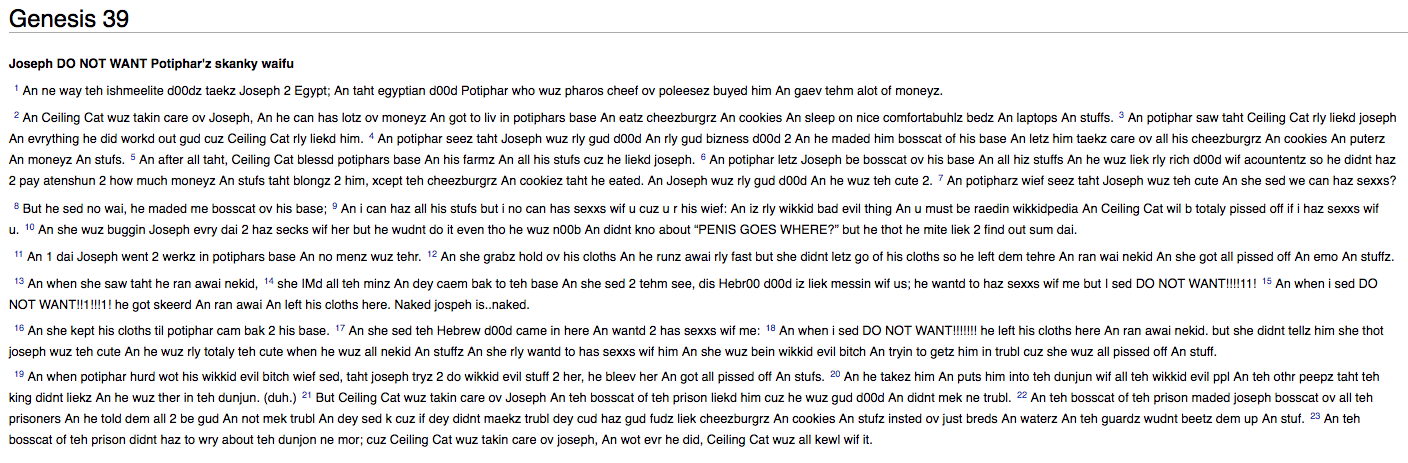 Genesis 39
Joseph DO NOT WANT Potiphar'z skanky waifu
1 An ne way teh ishmeelite d00dz taekz Joseph 2 Egypt; An taht egyptian d00d Potiphar who wuz pharos cheef ov poleesez buyed him An gaev tehm alot of moneyz.
2 An Ceiling Cat wuz takin care ov Joseph, An he can has lotz ov moneyz An got to liv in potiphars base An eatz cheezburgrz An cookies An sleep on nice comfortabuhlz bedz An laptops An stuffs. 3 An potiphar saw taht Ceiling Cat rly liekd joseph
An evrything he did workd out gud cuz Ceiling Cat rly liekd him. 4 An potiphar seez taht Joseph wuz rly gud d00d An rly gud bizness d00d 2 An he maded him bosscat of his base An letz him taekz care ov all his cheezburgrz An cookies An puterz
An moneyz An stufs. 5 An after all taht, Ceiling Cat blessd potiphars base An his farmz An all his stufs cuz he liekd joseph. 6 An potiphar letz Joseph be bosscat ov his base An all hiz stuffs An he wuz liek rly rich d00d wif acountentz so he didnt haz
2 pay atenshun 2 how much moneyz An stufs taht blongz 2 him, xcept teh cheezburgrz An cookiez taht he eated. An Joseph wuz rly gud d00d An he wuz teh cute 2. 7 An potipharz wief seez taht Joseph wuz teh cute An she sed we can haz sexxs?
8 But he sed no wai, he maded me bosscat ov his base; 9 An i can haz all his stufs but i no can has sexxs wif u cuz u r his wief: An iz rly wikkid bad evil thing An u must be raedin wikkidpedia An Ceiling Cat wil b totaly pissed off if i haz sexxs wif
u. 10 An she wuz buggin Joseph evry dai 2 haz secks wif her but he wudnt do it even tho he wuz n00b An didnt kno about “PENIS GOES WHERE?” but he thot he mite liek 2 find out sum dai.
11 An 1 dai Joseph went 2 werkz in potiphars base An no menz wuz tehr. 12 An she grabz hold ov his cloths An he runz awai rly fast but she didnt letz go of his cloths so he left dem tehre An ran wai nekid An she got all pissed off An emo An stuffz.
13 An when she saw taht he ran awai nekid, 14 she IMd all teh minz An dey caem bak to teh base An she sed 2 tehm see, dis Hebr00 d00d iz liek messin wif us; he wantd to haz sexxs wif me but I sed DO NOT WANT!!!!11! 15 An when i sed DO
NOT WANT!!1!!!1! he got skeerd An ran awai An left his cloths here. Naked jospeh is..naked.
16 An she kept his cloths til potiphar cam bak 2 his base. 17 An she sed teh Hebrew d00d came in here An wantd 2 has sexxs wif me: 18 An when i sed DO NOT WANT!!!!!!! he left his cloths here An ran awai nekid. but she didnt tellz him she thot
joseph wuz teh cute An he wuz rly totaly teh cute when he wuz all nekid An stuffz An she rly wantd to has sexxs wif him An she wuz bein wikkid evil bitch An tryin to getz him in trubl cuz she wuz all pissed off An stuff.
19 An when potiphar hurd wot his wikkid evil bitch wief sed, taht joseph tryz 2 do wikkid evil stuff 2 her, he bleev her An got all pissed off An stufs. 20 An he takez him An puts him into teh dunjun wif all teh wikkid evil ppl An teh othr peepz taht teh
king didnt liekz An he wuz ther in teh dunjun. (duh.) 21 But Ceiling Cat wuz takin care ov Joseph An teh bosscat of teh prison liekd him cuz he wuz gud d00d An didnt mek ne trubl. 22 An teh bosscat of teh prison maded joseph bosscat ov all teh
prisoners An he told dem all 2 be gud An not mek trubl An dey sed k cuz if dey didnt maekz trubl dey cud haz gud fudz liek cheezburgrz An cookies An stufz insted ov just breds An waterz An teh guardz wudnt beetz dem up An stuf. 23 An teh
bosscat of teh prison didnt haz to wry about teh dunjon ne mor; cuz Ceiling Cat wuz takin care ov joseph, An wot evr he did, Ceiling Cat wuz all kewl wif it.